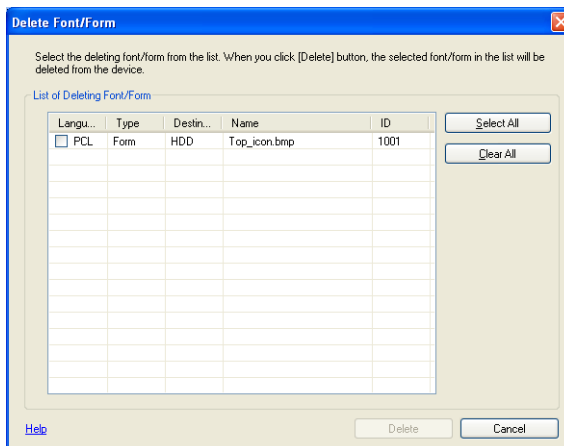 Delete Font/Form
Select the deleting font/form from the list. When you click [Delete] button, the selected font/form in the list will be
deleted from the device.
List of Deleting Font/Form
Langu... Type Destin... Name ID
PCL Form HDD Top_icon.bmp 1001
Select All
Clear All
Help
Delete Cancel